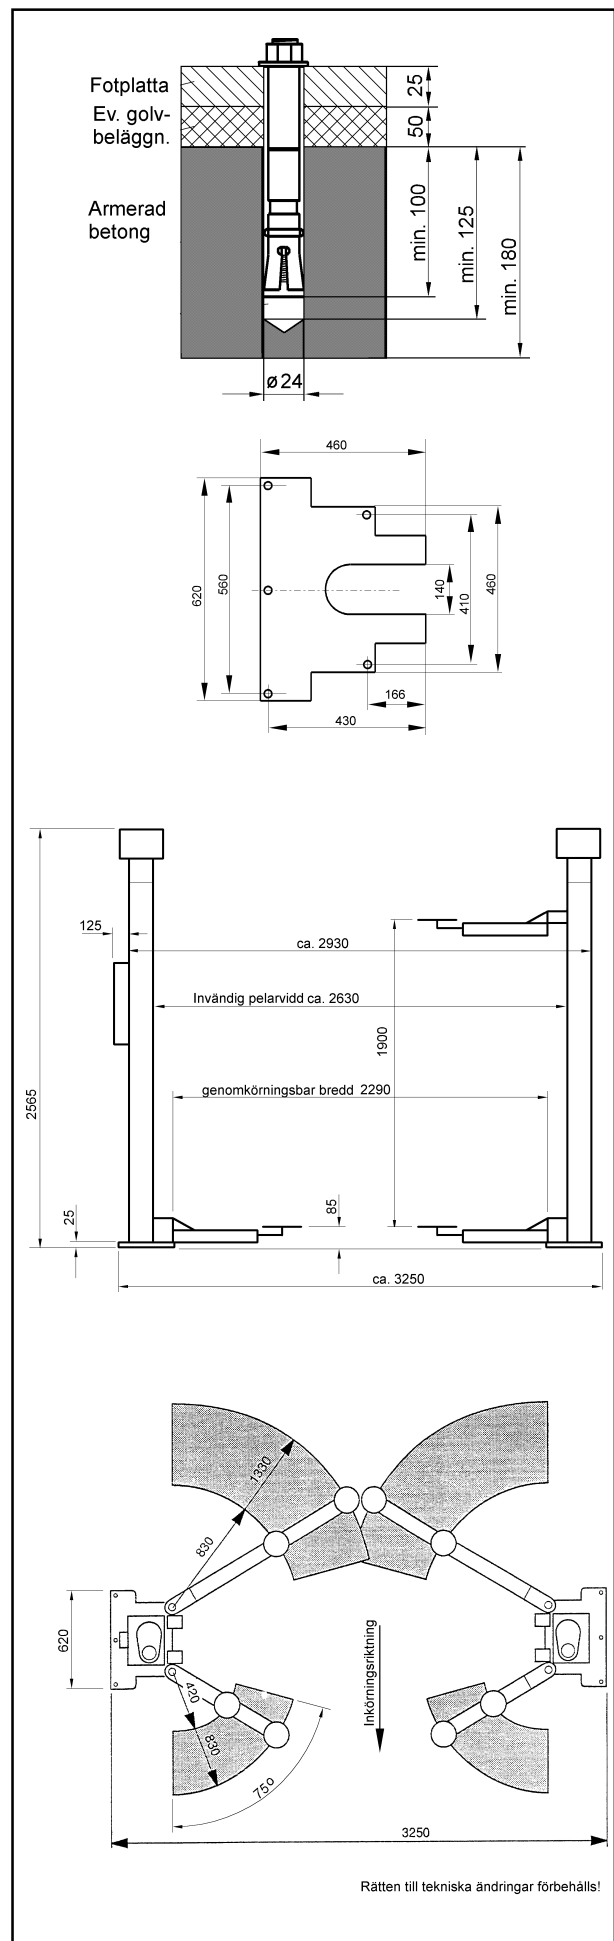 Fotplatta
Ev. golv-
beläggn.
Armerad
betong
25
50
min. 100
min. 125
min. 180
ø 24
460
620
560
140
410
460
166
430
125
ca. 2930
Invändig pelarvidd ca. 2630
1900
2565
genomkörningsbar bredd 2290
25
85
ca. 3250
1330
830
620
Inkörningsriktning
420
830
75°
3250
Rätten till tekniska ändringar förbehålls!